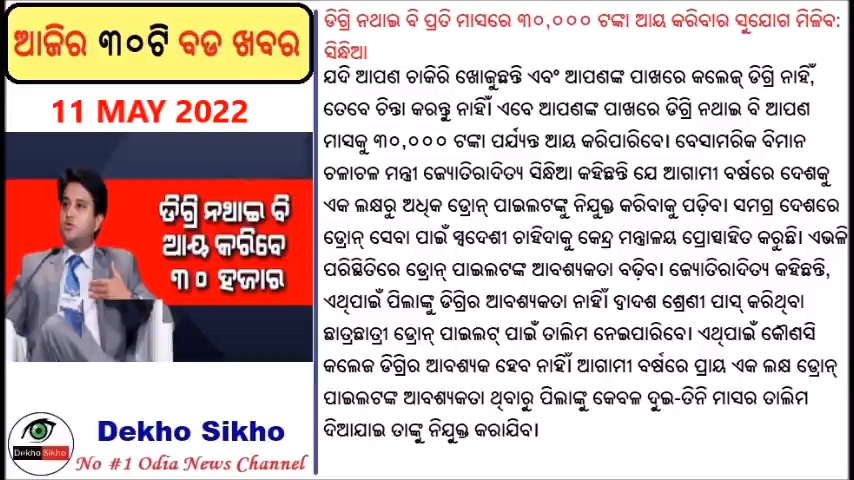 ଆଜିର ୩୦ଟି ବଡ ଖବର
11 MAY 2022
ଡିଗ୍ରି ନଥାଇ ବି
ଆୟ କରିବେ
୩୦ ହଜାର
Dekho Sikho
Dekho Sikho
No #1 Odia News Channel
ଡିଗ୍ରି ନଥାଇ ବି ପ୍ରତି ମାସରେ ୩୦,୦୦୦ ଟଙ୍କା ଆୟ କରିବାର ସୁଯୋଗ ମିଳିବ:
ସିନ୍ଧିଆ
ଯଦି ଆପଣ ଚାକିରି ଖୋଜୁଛନ୍ତି ଏବଂ ଆପଣଙ୍କ ପାଖରେ କଲେଜ୍ ଡିଗ୍ରି ନାହିଁ,
ତେବେ ଚିନ୍ତା କରନ୍ତୁ ନାହିଁ। ଏବେ ଆପଣଙ୍କ ପାଖରେ ଡିଗ୍ରି ନଥାଇ ବି ଆପଣ
ମାସକୁ ୩୦,୦୦୦ ଟଙ୍କା ପର୍ଯ୍ୟନ୍ତ ଆୟ କରିପାରିବେ। ବେସାମରିକ ବିମାନ
ଚଳାଚଳ ମନ୍ତ୍ରୀ ଜ୍ୟୋତିରାଦିତ୍ୟ ସିନ୍ଧିଆ କହିଛନ୍ତି ଯେ ଆଗାମୀ ବର୍ଷରେ ଦେଶକୁ
ଏକ ଲକ୍ଷରୁ ଅଧିକ ଡ୍ରୋନ୍ ପାଇଲଟଙ୍କୁ ନିଯୁକ୍ତ କରିବାକୁ ପଡ଼ିବ। ସମଗ୍ର ଦେଶରେ
ଡ୍ରୋନ୍ ସେବା ପାଇଁ ସ୍ୱଦେଶୀ ଚାହିଦାକୁ କେନ୍ଦ୍ର ମନ୍ତ୍ରାଳୟ ପ୍ରୋତ୍ସାହିତ କରୁଛି। ଏଭଳି
ପରିସ୍ଥିତିରେ ଡ୍ରୋନ୍ ପାଇଲଟଙ୍କ ଆବଶ୍ୟକତା ବଢ଼ିବ। ଜ୍ୟୋତିରାଦିତ୍ୟ କହିଛନ୍ତି,
ଏଥିପାଇଁ ପିଲାଙ୍କୁ ଡିଗ୍ରିର ଆବଶ୍ୟକତା ନାହିଁ। ଦ୍ୱାଦଶ ଶ୍ରେଣୀ ପାସ୍ କରିଥିବା
ଛାତ୍ରଛାତ୍ରୀ ଡ୍ରୋନ୍ ପାଇଲଟ୍ ପାଇଁ ତାଲିମ ନେଇପାରିବେ। ଏଥିପାଇଁ କୌଣସି
କଲେଜ ଡିଗ୍ରିର ଆବଶ୍ୟକ ହେବ ନାହିଁ। ଆଗାମୀ ବର୍ଷରେ ପ୍ରାୟ ଏକ ଲକ୍ଷ ଡ୍ରୋନ୍
ପାଇଲଟଙ୍କ ଆବଶ୍ୟକତା ଥିବାରୁ ପିଲାଙ୍କୁ କେବଳ ଦୁଇ-ତିନି ମାସର ତାଲିମ
ଦିଆଯାଇ ତାଙ୍କୁ ନିଯୁକ୍ତ କରାଯିବ।